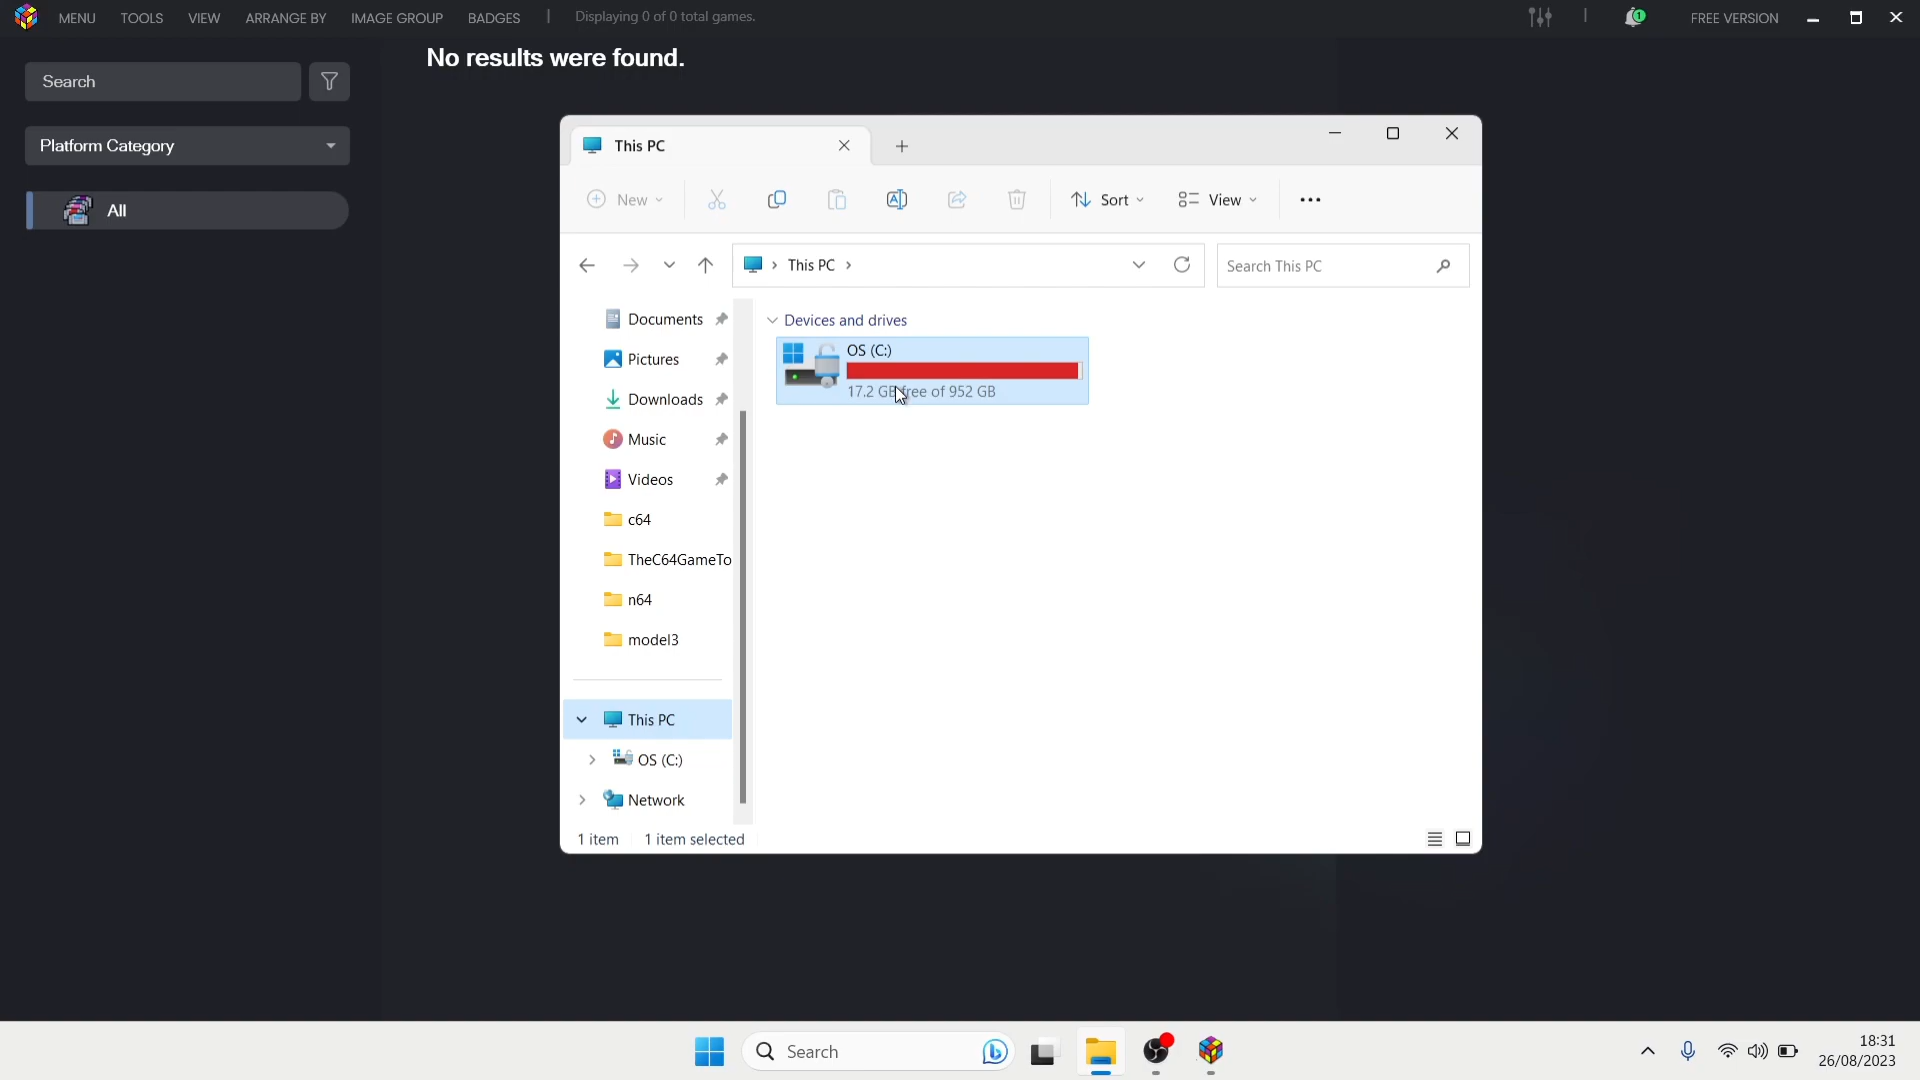 MENU TOOLS VIEW ARRANGE BY IMAGE GROUP BADGES | Displaying 0 of 0 total games. | 1 FREE VERSION
No results were found.
Search
Platform Category
All
This PC
New Sort View
This PC Search This PC
Documents
Pictures
Downloads
Music
Videos
c64
TheC64GameTo
n64
model3
This PC
OS (C:)
Network
Devices and drives
OS (C:)
17.2 GB free of 952 GB
1 item 1 item selected
Search
18:31
26/08/2023